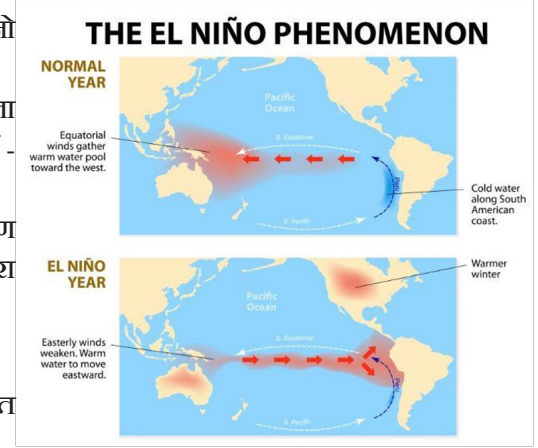 THE EL NIÑO PHENOMENON
NORMAL
YEAR
Pacific
Ocean
Equatorial
winds gather
warm water pool
toward the west.
S. Equatorial
Peru
S. Pacific
Cold water
along South
American
coast.
EL NIÑO
YEAR
Warmer
winter
Pacific
Ocean
Easterly winds
weaken. Warm
water to move
eastward.
S. Equatorial
Peru
S. Pacific